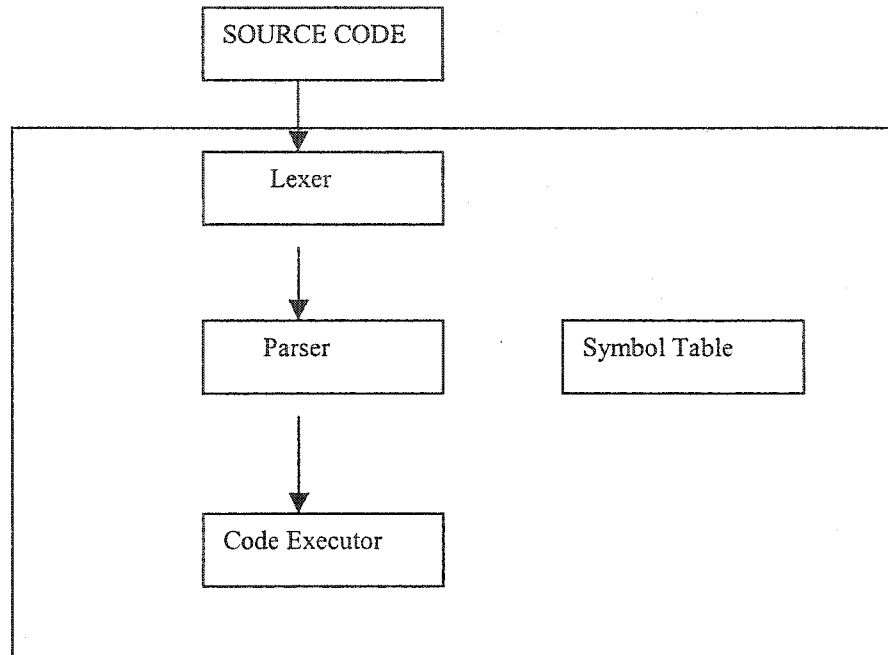 SOURCE CODE
Lexer
Parser
Symbol Table
Code Executor